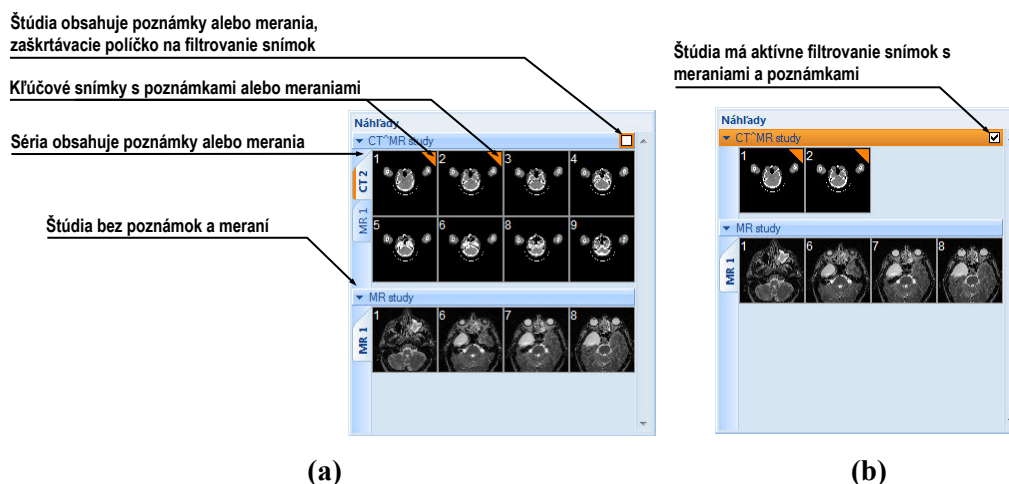 Štúdia obsahuje poznámky alebo merania,
zaškrtávacie políčko na filtrovanie snímok
Kľúčové snímky s poznámkami alebo meraniami
Séria obsahuje poznámky alebo merania
Štúdia bez poznámok a meraní
Náhľady
CT^MR study
CT 2
MR 1
1 2 3 4
5 6 8 9
MR study
MR 1
1 6 7 8
(a)
Štúdia má aktívne filtrovanie snímok s
meraniami a poznámkami
Náhľady
CT^MR study
1 2
MR study
MR 1
1 6 7 8
(b)